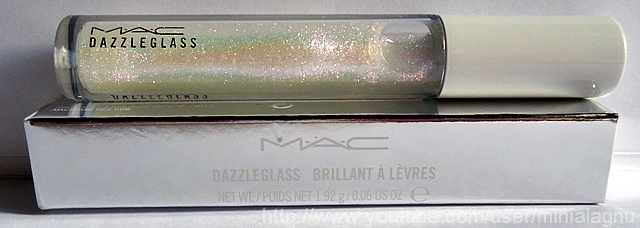 MAC
DAZZLEGLASS
DAZZLEGLASS
M·A·C
DAZZLEGLASS BRILLANT À LÈVRES
NET WT./POIDS NET 1.92 g/0.06 US OZ ℮
http://www.youtube.com/user/minialagnu